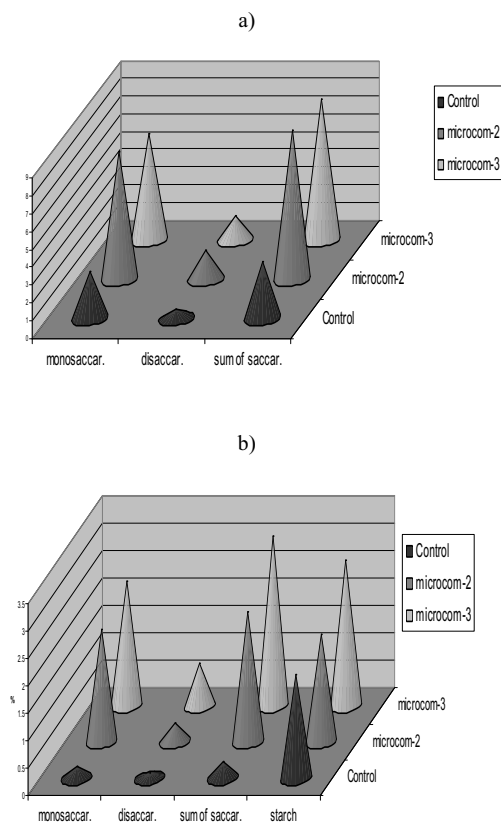 a)
Control
microcom-2
microcom-3
9
8
7
6
5
4
3
2
1
0
microcom-3
microcom-2
Control
monosaccar.
disaccar.
sum of saccar.
b)
Control
microcom-2
microcom-3
3.5
3
2.5
2
1.5
1
0.5
0
microcom-3
microcom-2
Control
monosaccar.
disaccar.
sum of saccar.
starch